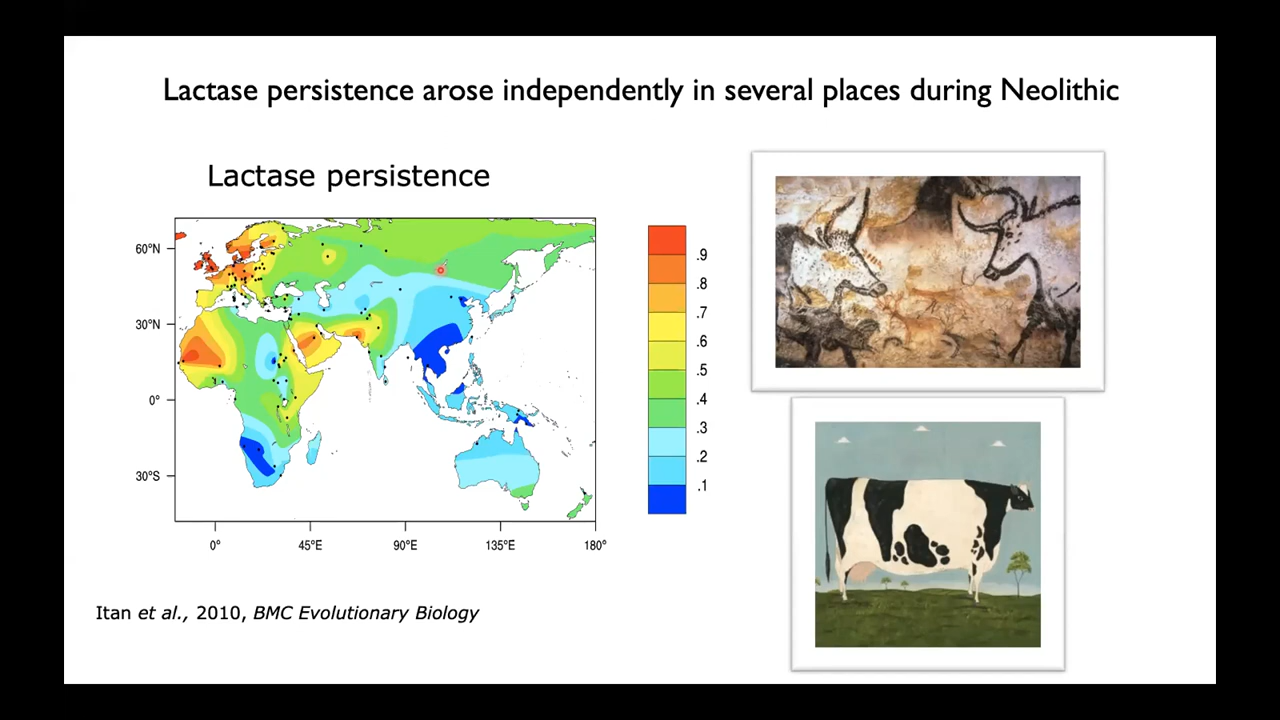 Lactase persistence arose independently in several places during Neolithic
Lactase persistence
60°N
30°N
0°
30°S
0°
45°E
90°E
135°E
180°
.9
.8
.7
.6
.5
.4
.3
.2
.1
Itan et al., 2010, BMC Evolutionary Biology